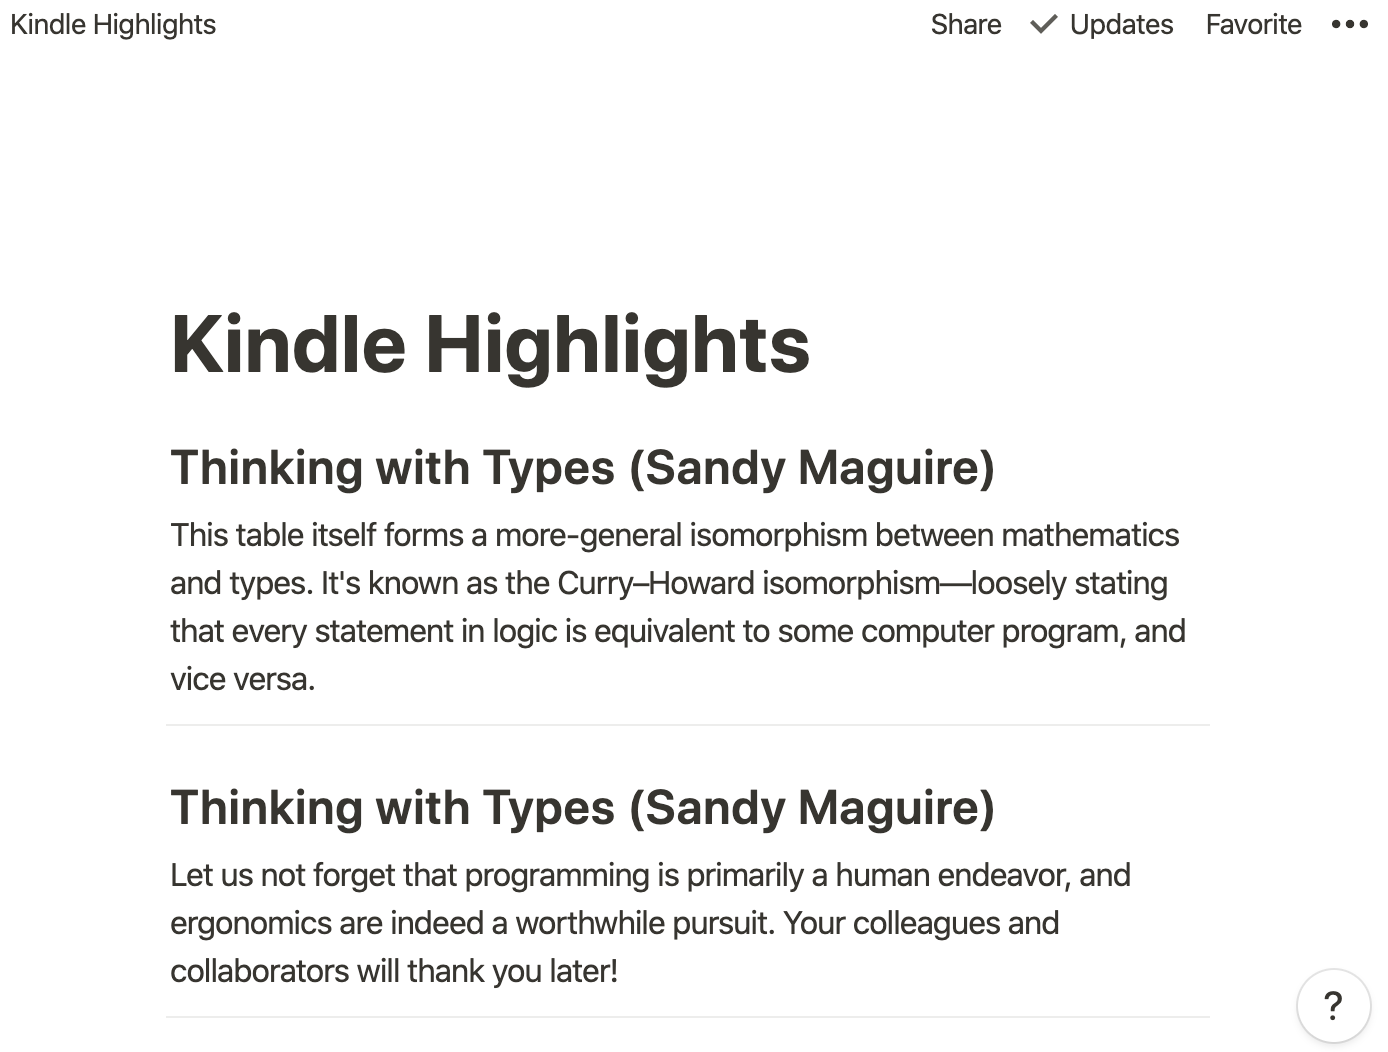 Kindle Highlights
Share ✓ Updates Favorite •••
Kindle Highlights
Thinking with Types (Sandy Maguire)
This table itself forms a more-general isomorphism between mathematics
and types. It's known as the Curry–Howard isomorphism—loosely stating
that every statement in logic is equivalent to some computer program, and
vice versa.
Thinking with Types (Sandy Maguire)
Let us not forget that programming is primarily a human endeavor, and
ergonomics are indeed a worthwhile pursuit. Your colleagues and
collaborators will thank you later!
?